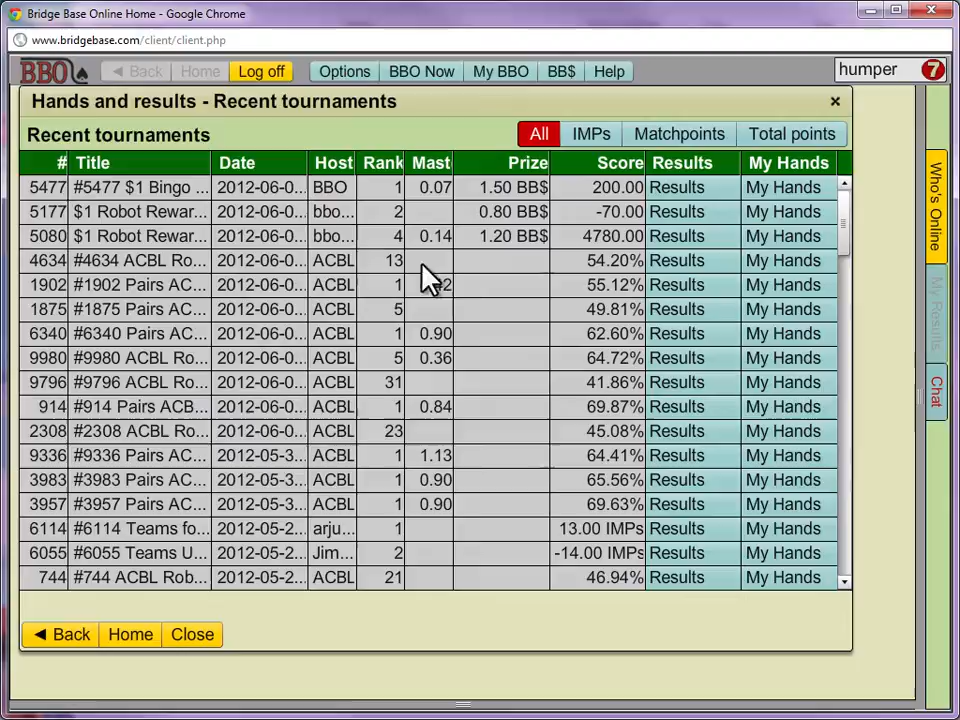 Bridge Base Online Home - Google Chrome
www.bridgebase.com/client/client.php
BBO ◄ Back Home Log off Options BBO Now My BBO BB$ Help humper 7
Hands and results - Recent tournaments ×
Recent tournaments All IMPs Matchpoints Total points
# Title Date Host Rank Mast Prize Score Results My Hands
5477 #5477 $1 Bingo ... 2012-06-0... BBO 1 0.07 1.50 BB$ 200.00 Results My Hands
5177 $1 Robot Rewar... 2012-06-0... bbo... 2 0.80 BB$ -70.00 Results My Hands
5080 $1 Robot Rewar... 2012-06-0... bbo... 4 0.14 1.20 BB$ 4780.00 Results My Hands
4634 #4634 ACBL Ro... 2012-06-0... ACBL 13 54.20% Results My Hands
1902 #1902 Pairs AC... 2012-06-0... ACBL 1 55.12% Results My Hands
1875 #1875 Pairs AC... 2012-06-0... ACBL 5 49.81% Results My Hands
6340 #6340 Pairs AC... 2012-06-0... ACBL 1 0.90 62.60% Results My Hands
9980 #9980 ACBL Ro... 2012-06-0... ACBL 5 0.36 64.72% Results My Hands
9796 #9796 ACBL Ro... 2012-06-0... ACBL 31 41.86% Results My Hands
914 #914 Pairs ACB... 2012-06-0... ACBL 1 0.84 69.87% Results My Hands
2308 #2308 ACBL Ro... 2012-06-0... ACBL 23 45.08% Results My Hands
9336 #9336 Pairs AC... 2012-05-3... ACBL 1 1.13 64.41% Results My Hands
3983 #3983 Pairs AC... 2012-05-3... ACBL 1 0.90 65.56% Results My Hands
3957 #3957 Pairs AC... 2012-05-3... ACBL 1 0.90 69.63% Results My Hands
6114 #6114 Teams fo... 2012-05-2... arju... 1 13.00 IMPs Results My Hands
6055 #6055 Teams U... 2012-05-2... Jim... 2 -14.00 IMPs Results My Hands
744 #744 ACBL Rob... 2012-05-2... ACBL 21 46.94% Results My Hands
◄ Back Home Close
Who's Online
My Results
Chat